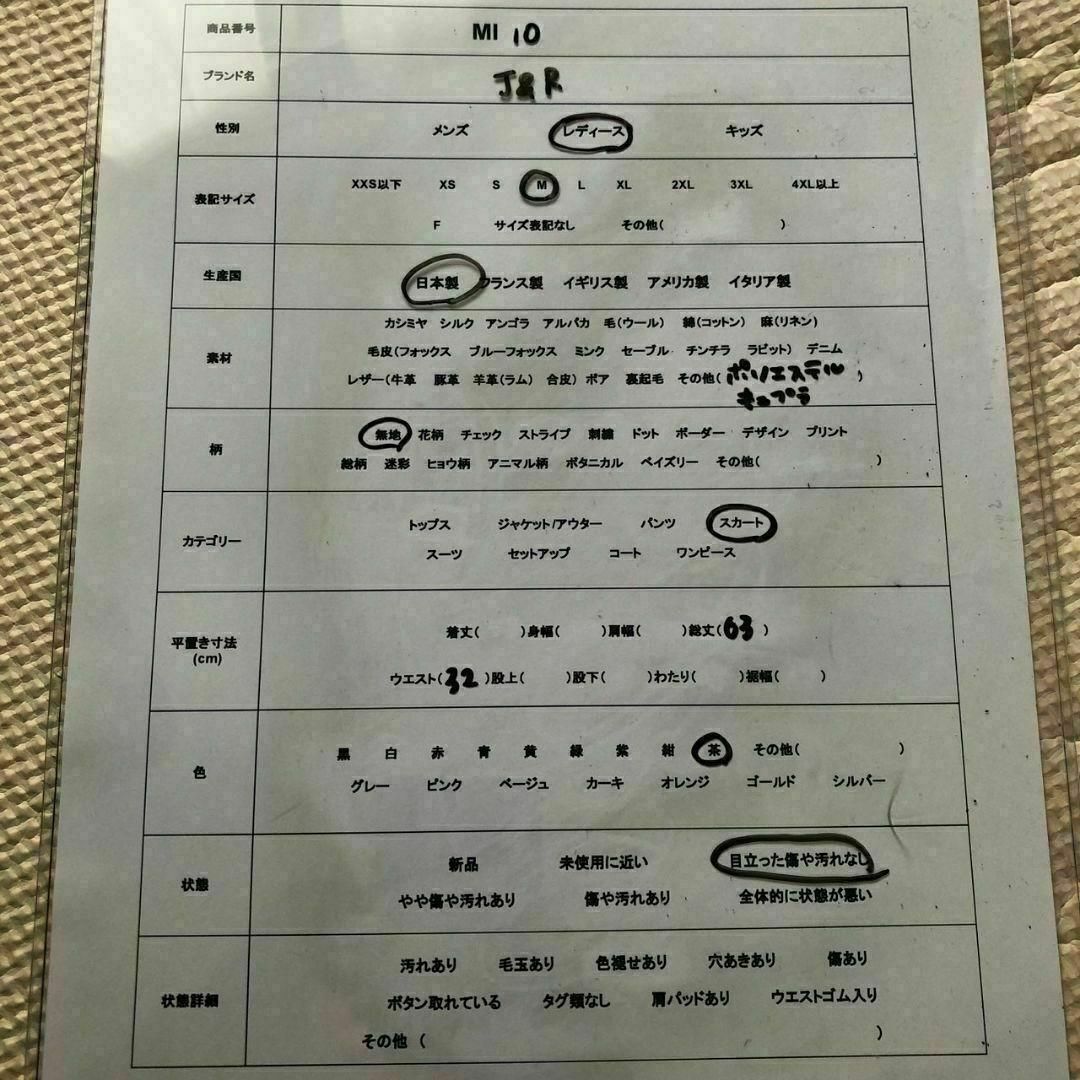 商品番号 MI 10
ブランド名 J&R
性別 メンズ レディース キッズ
表記サイズ XXS以下 XS S M L XL 2XL 3XL 4XL以上
F サイズ表記なし その他( )
生産国 日本製 フランス製 イギリス製 アメリカ製 イタリア製
素材 カシミヤ シルク アンゴラ アルパカ 毛(ウール) 綿(コットン) 麻(リネン)
毛皮(フォックス ブルーフォックス ミンク セーブル チンチラ ラビット) デニム
レザー(牛革 豚革 羊革(ラム) 合皮) ボア 裏起毛 その他(ポリエステル )
キュプラ
柄 無地 花柄 チェック ストライプ 刺繍 ドット ボーダー デザイン プリント
総柄 迷彩 ヒョウ柄 アニマル柄 ボタニカル ペイズリー その他( )
カテゴリー トップス ジャケット/アウター パンツ スカート
スーツ セットアップ コート ワンピース
平置き寸法 (cm) 着丈( )身幅( )肩幅( )総丈(63 )
ウエスト(32 )股上( )股下( )わたり( )裾幅( )
色 黒 白 赤 青 黄 緑 紫 紺 茶 その他( )
グレー ピンク ベージュ カーキ オレンジ ゴールド シルバー
状態 新品 未使用に近い 目立った傷や汚れなし
やや傷や汚れあり 傷や汚れあり 全体的に状態が悪い
状態詳細 汚れあり 毛玉あり 色褪せあり 穴あきあり 傷あり
ボタン取れている タグ類なし 肩パッドあり ウエストゴム入り
その他 ( )